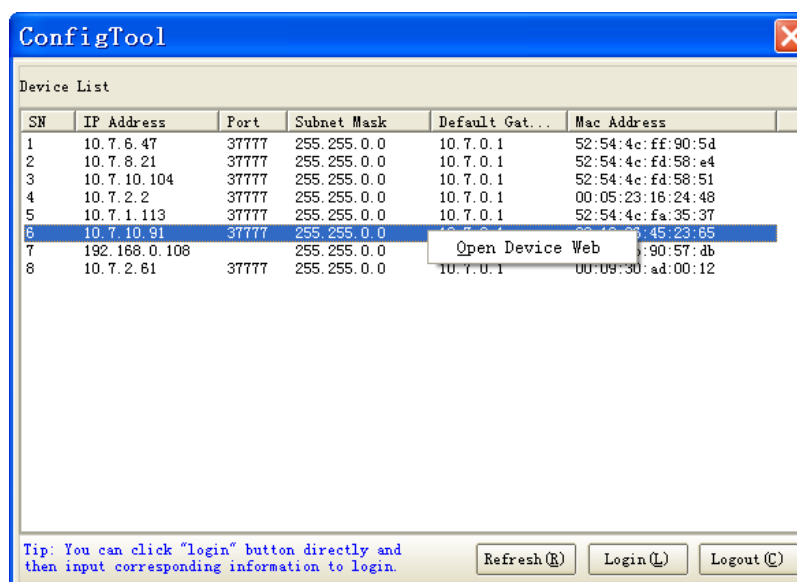 ConfigTool
Device List
SN IP Address Port Subnet Mask Default Gat... Mac Address
1 10.7.6.47 37777 255.255.0.0 10.7.0.1 52:54:4c:ff:90:5d
2 10.7.8.21 37777 255.255.0.0 10.7.0.1 52:54:4c:fd:58:e4
3 10.7.10.104 37777 255.255.0.0 10.7.0.1 52:54:4c:fd:58:51
4 10.7.2.2 37777 255.255.0.0 10.7.0.1 00:05:23:16:24:48
5 10.7.1.113 37777 255.255.0.0 10.7.0.1 52:54:4c:fa:35:37
6 10.7.10.91 37777 255.255.0.0 :45:23:65
Open Device Web
7 192.168.0.108 255.255.0.0 :90:57:db
8 10.7.2.61 37777 255.255.0.0 10.7.0.1 00:09:30:ad:00:12
Tip: You can click "login" button directly and
then input corresponding information to login.
Refresh(R) Login(L) Logout(C)